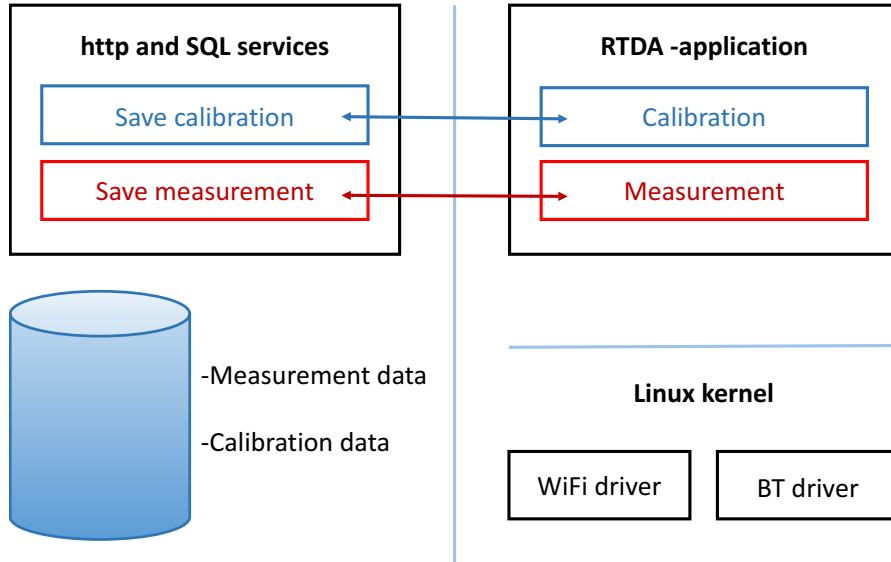 http and SQL services
Save calibration
Save measurement
-Measurement data
-Calibration data
RTDA -application
Calibration
Measurement
Linux kernel
WiFi driver
BT driver